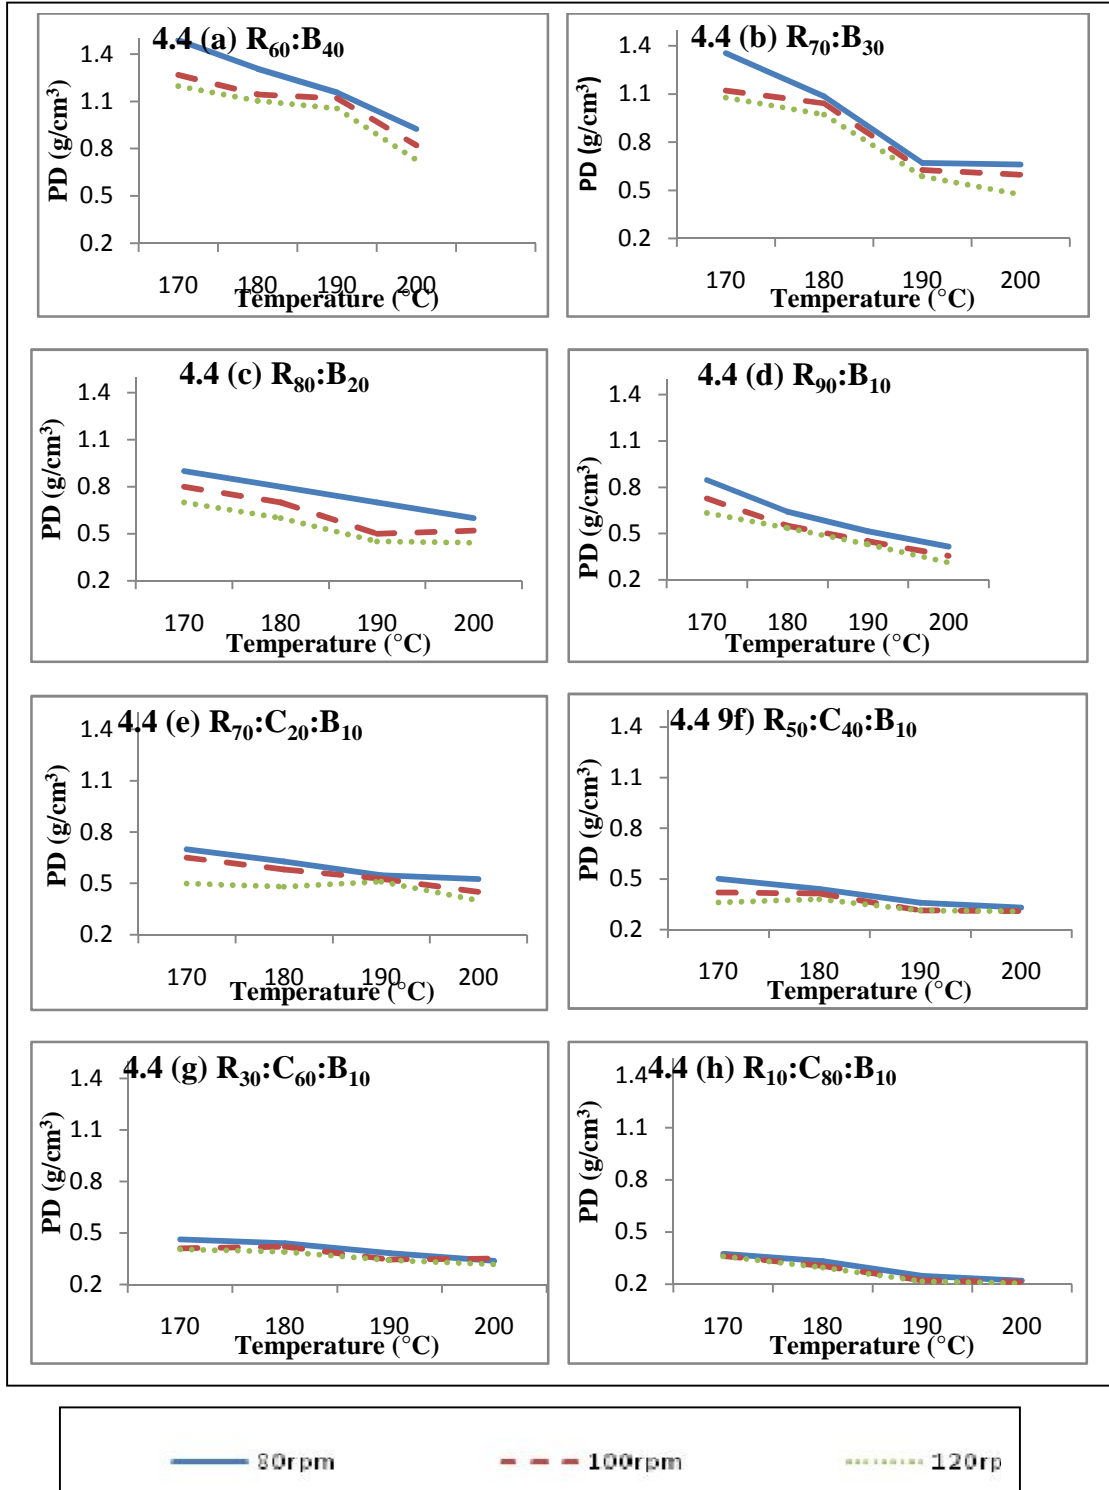 4.4 (a) R60:B40
PD (g/cm3)
1.4
1.1
0.8
0.5
0.2
170 180 190 200
Temperature (°C)
4.4 (b) R70:B30
PD (g/cm3)
1.4
1.1
0.8
0.5
0.2
170 180 190 200
Temperature (°C)
4.4 (c) R80:B20
PD (g/cm3)
1.4
1.1
0.8
0.5
0.2
170 180 190 200
Temperature (°C)
4.4 (d) R90:B10
PD (g/cm3)
1.4
1.1
0.8
0.5
0.2
170 180 190 200
Temperature (°C)
4.4 (e) R70:C20:B10
PD (g/cm3)
1.4
1.1
0.8
0.5
0.2
170 180 190 200
Temperature (°C)
4.4 9f) R50:C40:B10
PD (g/cm3)
1.4
1.1
0.8
0.5
0.2
170 180 190 200
Temperature (°C)
4.4 (g) R30:C60:B10
PD (g/cm3)
1.4
1.1
0.8
0.5
0.2
170 180 190 200
Temperature (°C)
4.4 (h) R10:C80:B10
PD (g/cm3)
1.4
1.1
0.8
0.5
0.2
170 180 190 200
Temperature (°C)
80rpm 100rpm 120rp